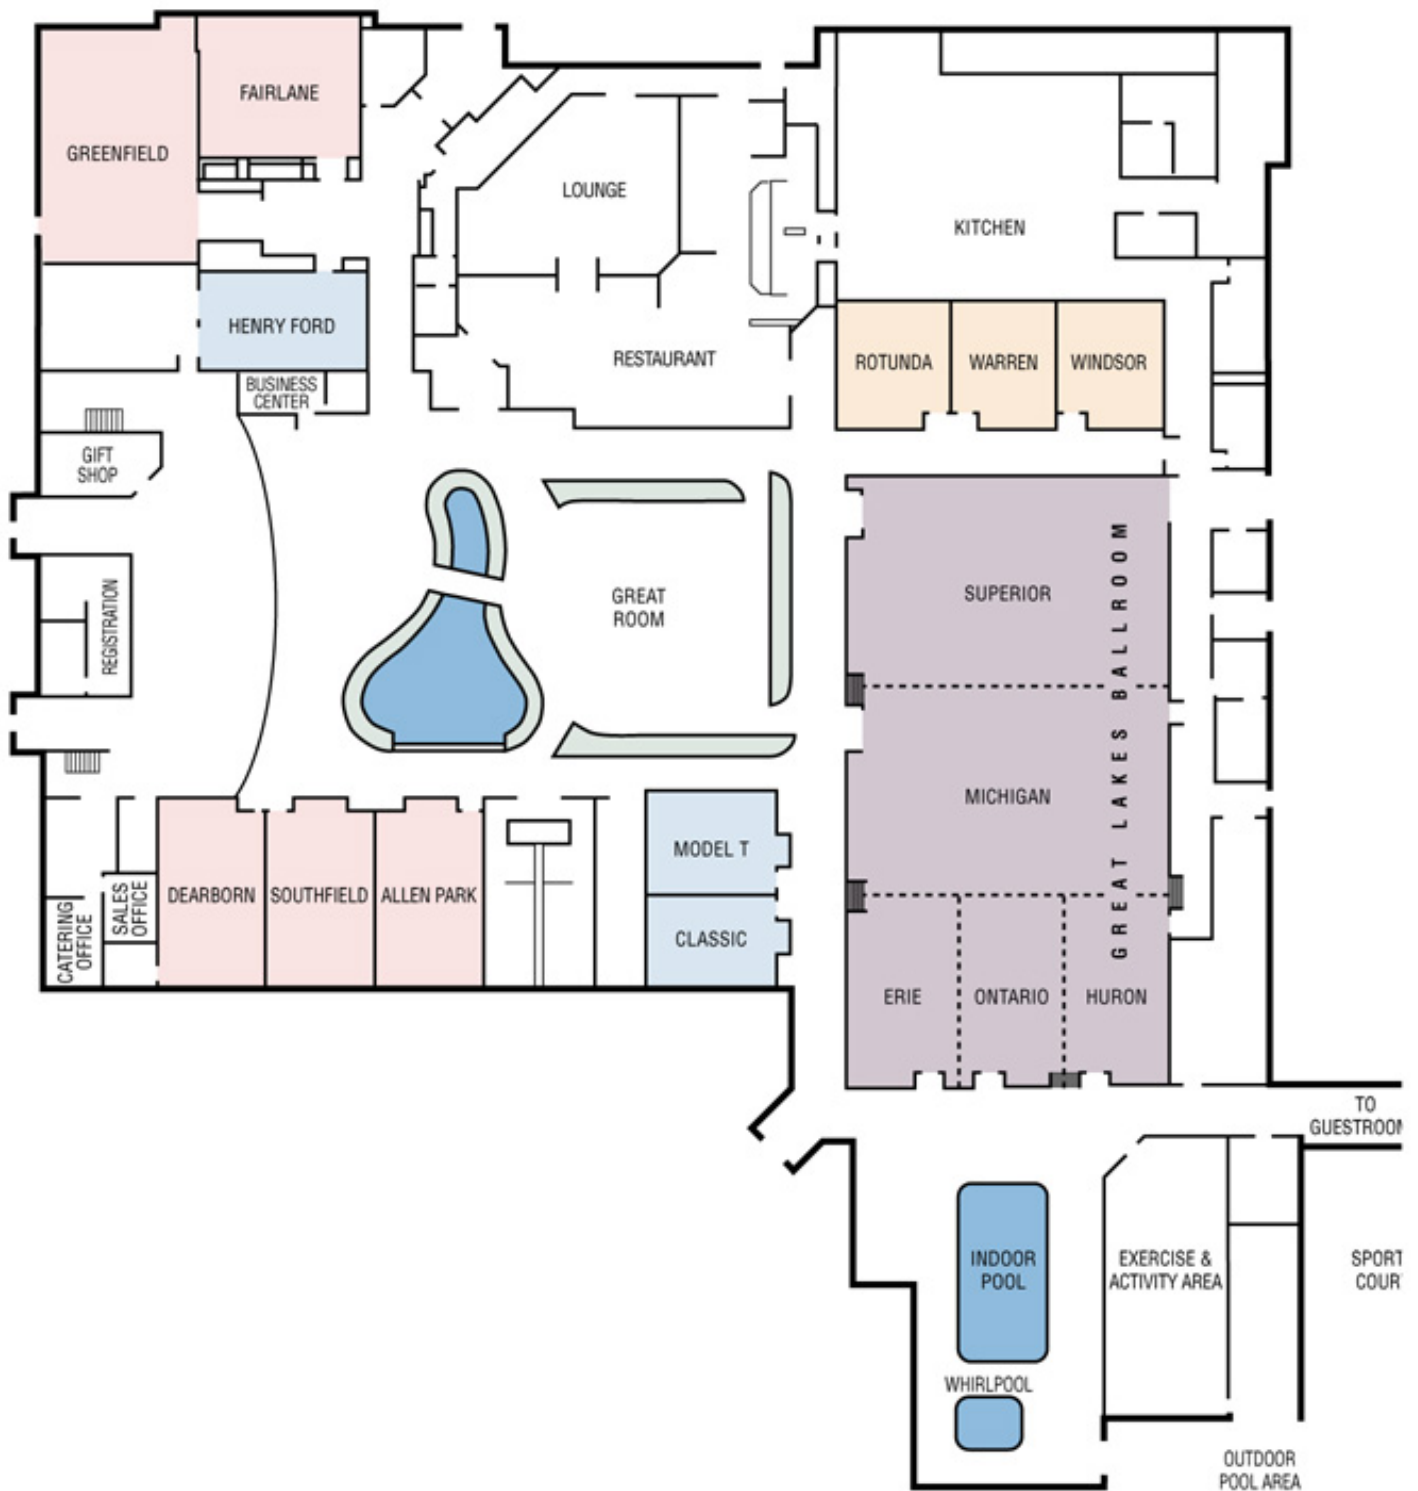 FAIRLANE
GREENFIELD
LOUNGE
KITCHEN
HENRY FORD
RESTAURANT
ROTUNDA
WARREN
WINDSOR
BUSINESS
CENTER
GIFT
SHOP
REGISTRATION
GREAT
ROOM
SUPERIOR
GREAT LAKES BALLROOM
MICHIGAN
MODEL T
DEARBORN
SOUTHFIELD
ALLEN PARK
SALES
OFFICE
CATERING
OFFICE
CLASSIC
ERIE
ONTARIO
HURON
TO
GUESTROOM
INDOOR
POOL
EXERCISE &
ACTIVITY AREA
SPORT
COUR
WHIRLPOOL
OUTDOOR
POOL AREA